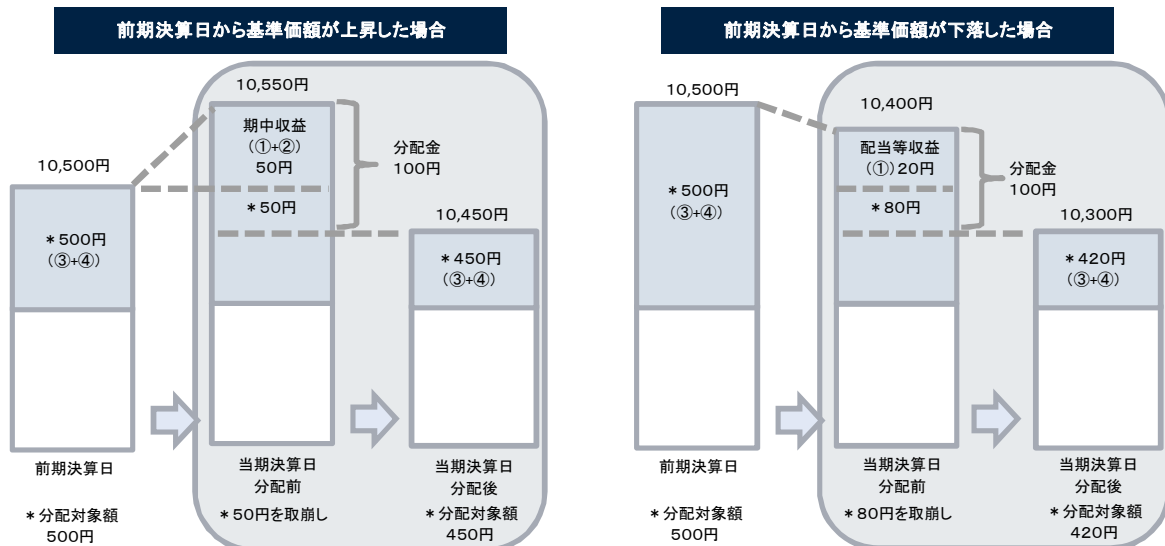 前期決算日から基準価額が上昇した場合
10,500円
*500円
(③+④)
前期決算日
*分配対象額
500円
10,550円
期中収益
(①+②)
50円
*50円
分配金
100円
当期決算日
分配前
*50円を取崩し
10,450円
*450円
(③+④)
当期決算日
分配後
*分配対象額
450円
前期決算日から基準価額が下落した場合
10,500円
*500円
(③+④)
前期決算日
*分配対象額
500円
10,400円
配当等収益
(①)20円
*80円
分配金
100円
当期決算日
分配前
*80円を取崩し
10,300円
*420円
(③+④)
当期決算日
分配後
*分配対象額
420円